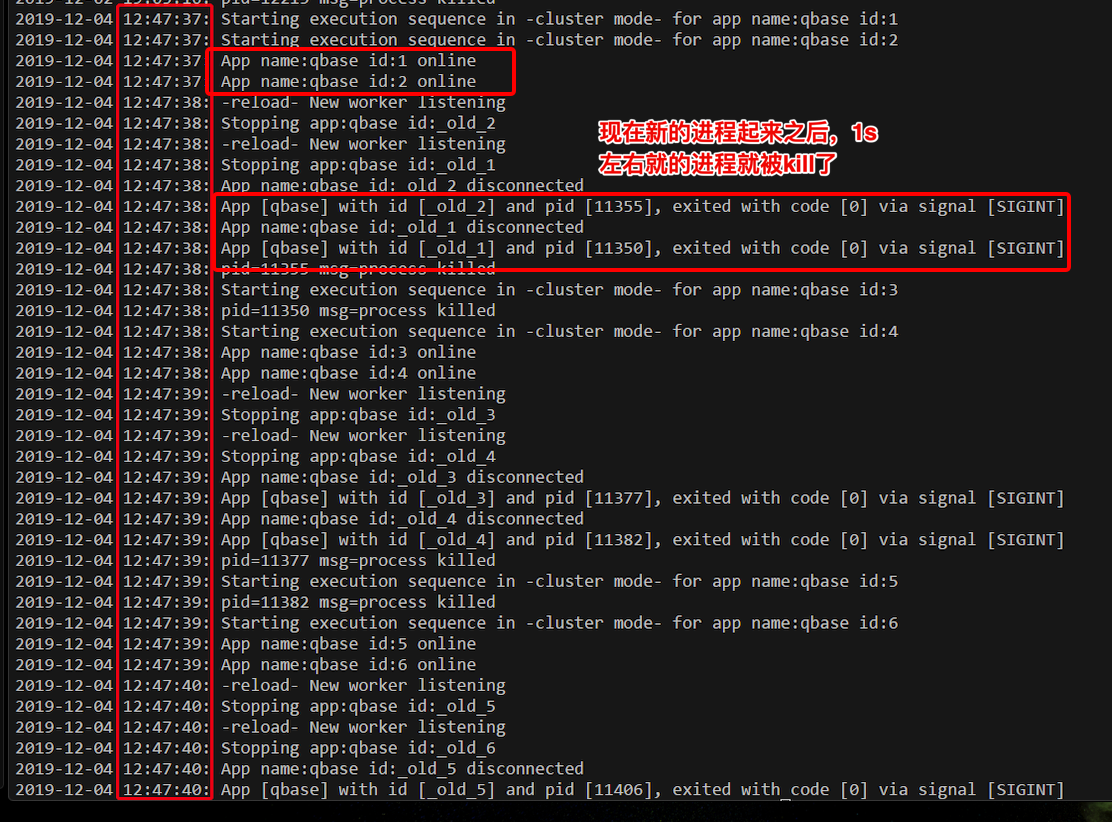 pid=12219 msg=process killed
2019-12-04 12:47:37: Starting execution sequence in -cluster mode- for app name:qbase id:1
2019-12-04 12:47:37: Starting execution sequence in -cluster mode- for app name:qbase id:2
2019-12-04 12:47:37: App name:qbase id:1 online
2019-12-04 12:47:37: App name:qbase id:2 online
2019-12-04 12:47:38: -reload- New worker listening
2019-12-04 12:47:38: Stopping app:qbase id:_old_2
现在新的进程起来之后，1s
2019-12-04 12:47:38: -reload- New worker listening
2019-12-04 12:47:38: Stopping app:qbase id:_old_1
左右就的进程就被kill了
2019-12-04 12:47:38: App name:qbase id:_old_2 disconnected
2019-12-04 12:47:38: App [qbase] with id [_old_2] and pid [11355], exited with code [0] via signal [SIGINT]
2019-12-04 12:47:38: App name:qbase id:_old_1 disconnected
2019-12-04 12:47:38: App [qbase] with id [_old_1] and pid [11350], exited with code [0] via signal [SIGINT]
2019-12-04 12:47:38: pid=11355 msg=process killed
2019-12-04 12:47:38: Starting execution sequence in -cluster mode- for app name:qbase id:3
2019-12-04 12:47:38: pid=11350 msg=process killed
2019-12-04 12:47:38: Starting execution sequence in -cluster mode- for app name:qbase id:4
2019-12-04 12:47:38: App name:qbase id:3 online
2019-12-04 12:47:38: App name:qbase id:4 online
2019-12-04 12:47:39: -reload- New worker listening
2019-12-04 12:47:39: Stopping app:qbase id:_old_3
2019-12-04 12:47:39: -reload- New worker listening
2019-12-04 12:47:39: Stopping app:qbase id:_old_4
2019-12-04 12:47:39: App name:qbase id:_old_3 disconnected
2019-12-04 12:47:39: App [qbase] with id [_old_3] and pid [11377], exited with code [0] via signal [SIGINT]
2019-12-04 12:47:39: App name:qbase id:_old_4 disconnected
2019-12-04 12:47:39: App [qbase] with id [_old_4] and pid [11382], exited with code [0] via signal [SIGINT]
2019-12-04 12:47:39: pid=11377 msg=process killed
2019-12-04 12:47:39: Starting execution sequence in -cluster mode- for app name:qbase id:5
2019-12-04 12:47:39: pid=11382 msg=process killed
2019-12-04 12:47:39: Starting execution sequence in -cluster mode- for app name:qbase id:6
2019-12-04 12:47:39: App name:qbase id:5 online
2019-12-04 12:47:39: App name:qbase id:6 online
2019-12-04 12:47:40: -reload- New worker listening
2019-12-04 12:47:40: Stopping app:qbase id:_old_5
2019-12-04 12:47:40: -reload- New worker listening
2019-12-04 12:47:40: Stopping app:qbase id:_old_6
2019-12-04 12:47:40: App name:qbase id:_old_5 disconnected
2019-12-04 12:47:40: App [qbase] with id [_old_5] and pid [11406], exited with code [0] via signal [SIGINT]